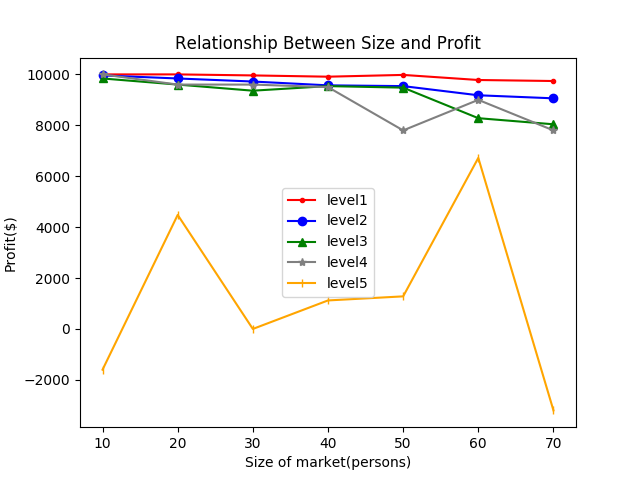 Relationship Between Size and Profit
10000
8000
6000
4000
2000
0
−2000
Profit($)
level1
level2
level3
level4
level5
10 20 30 40 50 60 70
Size of market(persons)